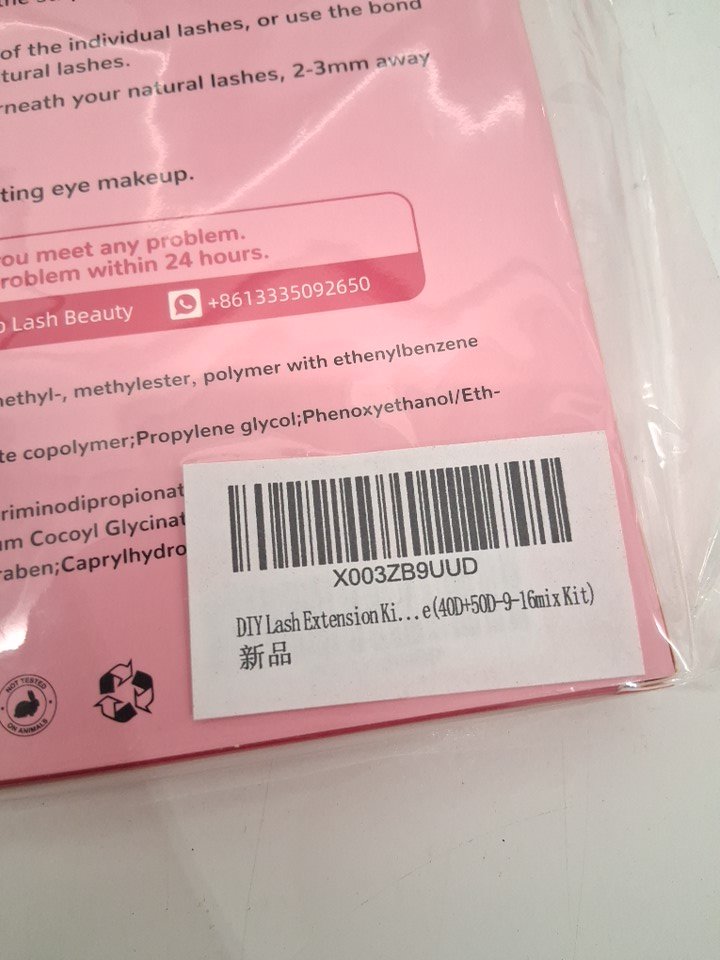 of the individual lashes, or use the bond
tural lashes.
neath your natural lashes, 2-3mm away
ting eye makeup.
ou meet any problem.
roblem within 24 hours.
Lash Beauty
+8613335092650
methyl-, methylester, polymer with ethenylbenzene
te copolymer;Propylene glycol;Phenoxyethanol/Eth-
riminodipropionat
um Cocoyl Glycinat
raben;Caprylhydro
X003ZB9UUD
DIY Lash Extension Ki...e(40D+50D-9-16mix Kit)
新品
NOT TESTED
ON ANIMALS